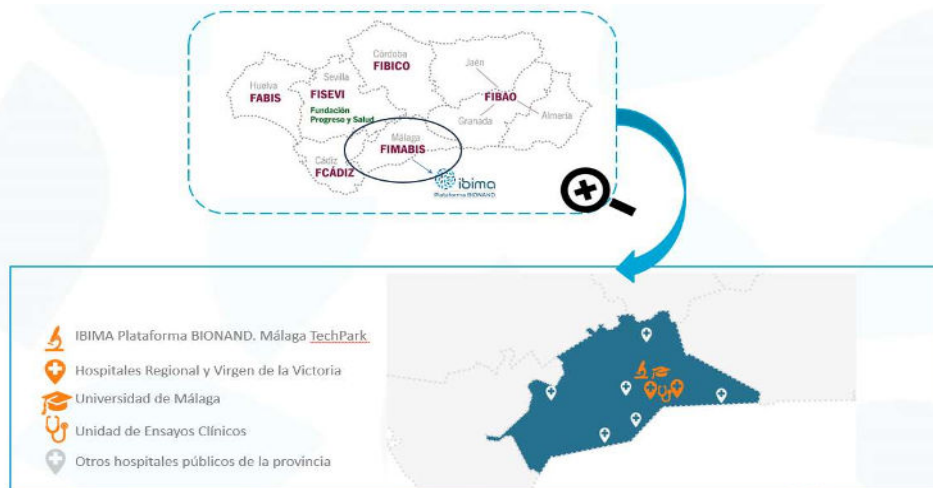 Córdoba
FIBICO
Jaén
Huelva
FABIS
Sevilla
FISEVI
FIBAO
Fundación
Progreso y Salud
Granada
Almería
Málaga
FIMABIS
Cádiz
FCÁDIZ
ibima
Plataforma BIONAND
IBIMA Plataforma BIONAND. Málaga TechPark
Hospitales Regional y Virgen de la Victoria
Universidad de Málaga
Unidad de Ensayos Clínicos
Otros hospitales públicos de la provincia